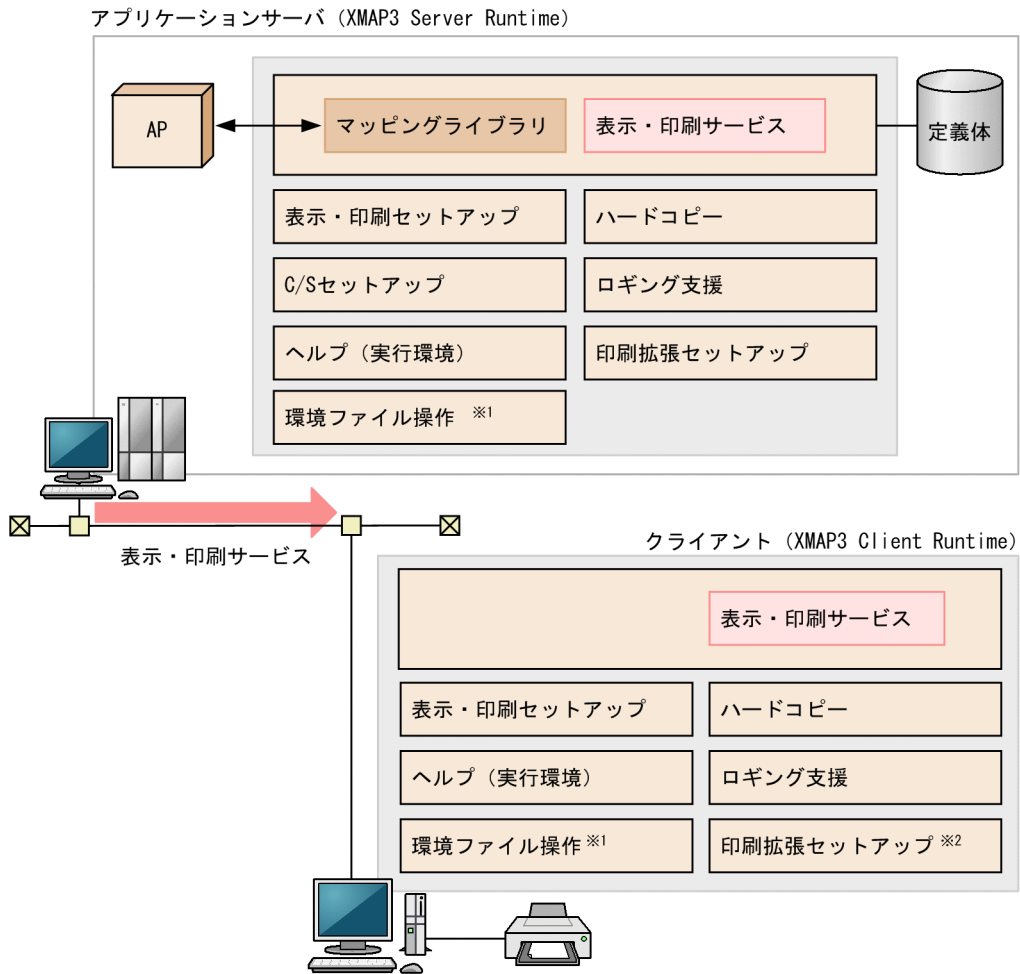 アプリケーションサーバ（XMAP3 Server Runtime）
AP
マッピングライブラリ
表示・印刷サービス
定義体
表示・印刷セットアップ
ハードコピー
C/Sセットアップ
ロギング支援
ヘルプ（実行環境）
印刷拡張セットアップ
環境ファイル操作 ※1
表示・印刷サービス
クライアント（XMAP3 Client Runtime）
表示・印刷サービス
表示・印刷セットアップ
ハードコピー
ヘルプ（実行環境）
ロギング支援
環境ファイル操作※1
印刷拡張セットアップ※2